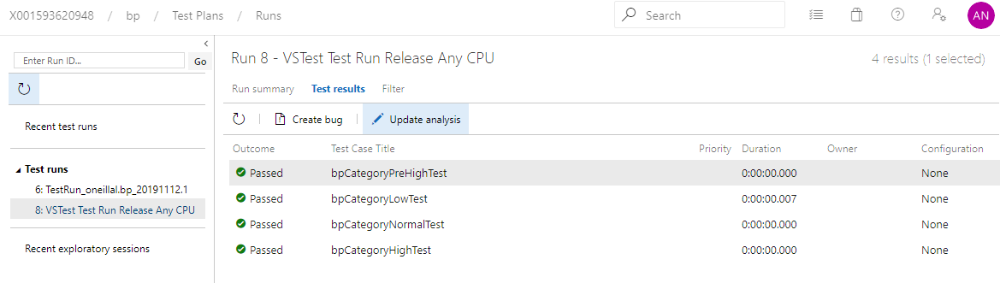 X001593620948 / bp / Test Plans / Runs
Search
AN
Enter Run ID...
Go
Recent test runs
Test runs
6: TestRun_oneillal.bp_20191112.1
8: VSTest Test Run Release Any CPU
Recent exploratory sessions
Run 8 - VSTest Test Run Release Any CPU
4 results (1 selected)
Run summary Test results Filter
Create bug Update analysis
Outcome Test Case Title Priority Duration Owner Configuration
Passed bpCategoryPreHighTest 0:00:00.000 None
Passed bpCategoryLowTest 0:00:00.007 None
Passed bpCategoryNormalTest 0:00:00.000 None
Passed bpCategoryHighTest 0:00:00.000 None